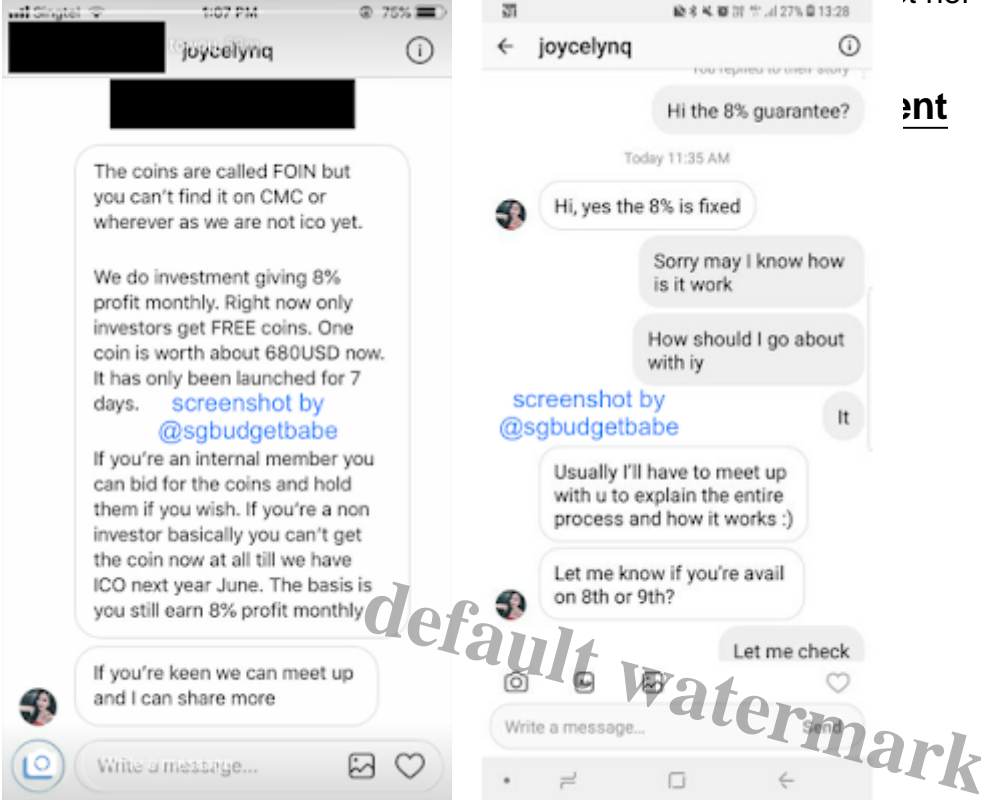 Singtel 1:07 PM 75%
joycelynq
The coins are called FOIN but
you can't find it on CMC or
wherever as we are not ico yet.
We do investment giving 8%
profit monthly. Right now only
investors get FREE coins. One
coin is worth about 680USD now.
It has only been launched for 7
days.
screenshot by
@sgbudgetbabe
If you're an internal member you
can bid for the coins and hold
them if you wish. If you're a non
investor basically you can't get
the coin now at all till we have
ICO next year June. The basis is
you still earn 8% profit monthly
If you're keen we can meet up
and I can share more
Write a message...
27% 13:28
joycelynq
You replied to their story
Hi the 8% guarantee?
Today 11:35 AM
Hi, yes the 8% is fixed
Sorry may I know how
is it work
How should I go about
with iy
It
screenshot by
@sgbudgetbabe
Usually I'll have to meet up
with u to explain the entire
process and how it works :)
Let me know if you're avail
on 8th or 9th?
Let me check
Write a message...
Send
ent
default watermark